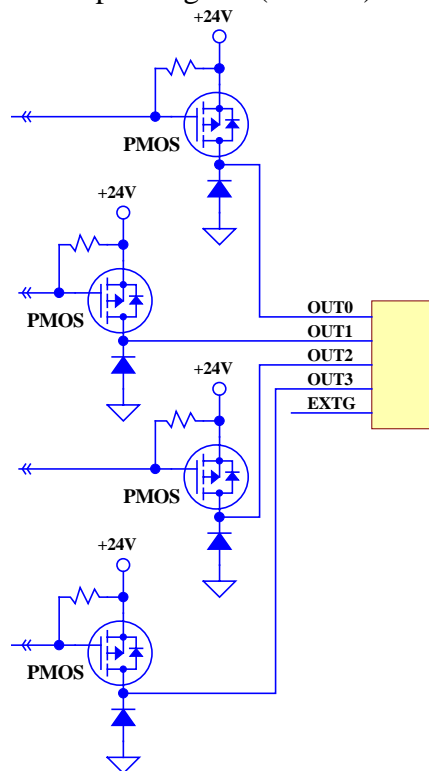 +24V
PMOS
+24V
OUT0
PMOS
OUT1
OUT2
+24V
OUT3
EXTG
PMOS
+24V
PMOS